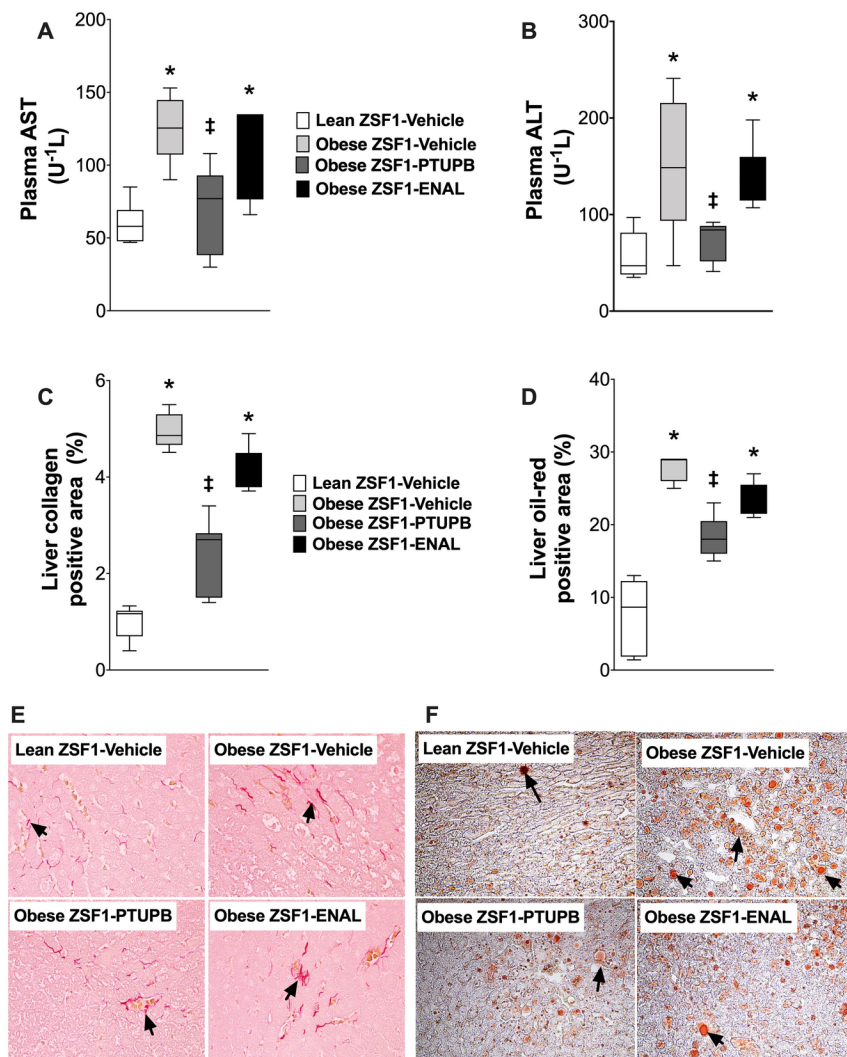 A
Plasma AST
(U⁻¹L)
200
150
100
50
0
*
‡
*
Lean ZSF1-Vehicle
Obese ZSF1-Vehicle
Obese ZSF1-PTUPB
Obese ZSF1-ENAL
B
Plasma ALT
(U⁻¹L)
300
200
100
0
*
‡
*
C
Liver collagen
positive area (%)
6
4
2
0
*
‡
*
Lean ZSF1-Vehicle
Obese ZSF1-Vehicle
Obese ZSF1-PTUPB
Obese ZSF1-ENAL
D
Liver oil-red
positive area (%)
40
30
20
10
0
*
‡
*
E
Lean ZSF1-Vehicle
Obese ZSF1-Vehicle
Obese ZSF1-PTUPB
Obese ZSF1-ENAL
F
Lean ZSF1-Vehicle
Obese ZSF1-Vehicle
Obese ZSF1-PTUPB
Obese ZSF1-ENAL